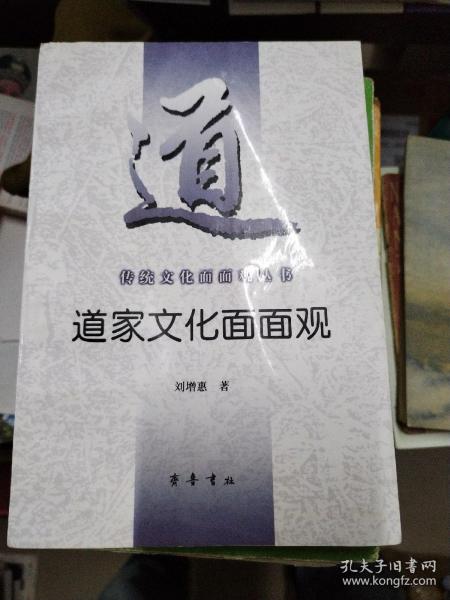 道
传统文化面面观丛书
道家文化面面观
刘增惠 著
齐鲁书社
孔夫子旧书网
www.kongfz.com